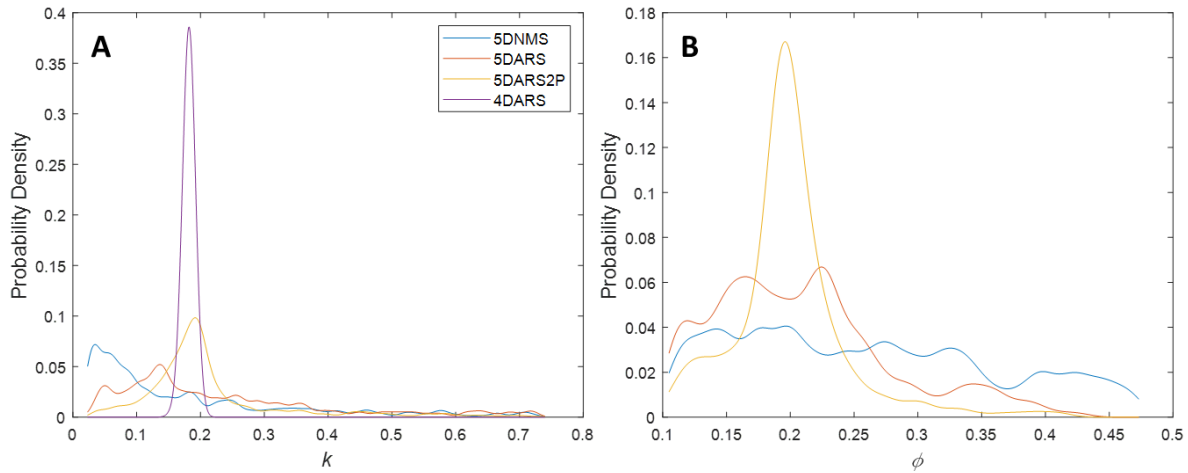 A
0.4
0.35
0.3
0.25
0.2
0.15
0.1
0.05
0
Probability Density
5DNMS
5DARS
5DARS2P
4DARS
0 0.1 0.2 0.3 0.4 0.5 0.6 0.7 0.8
k
B
0.18
0.16
0.14
0.12
0.1
0.08
0.06
0.04
0.02
0
Probability Density
0.1 0.15 0.2 0.25 0.3 0.35 0.4 0.45 0.5
ϕ